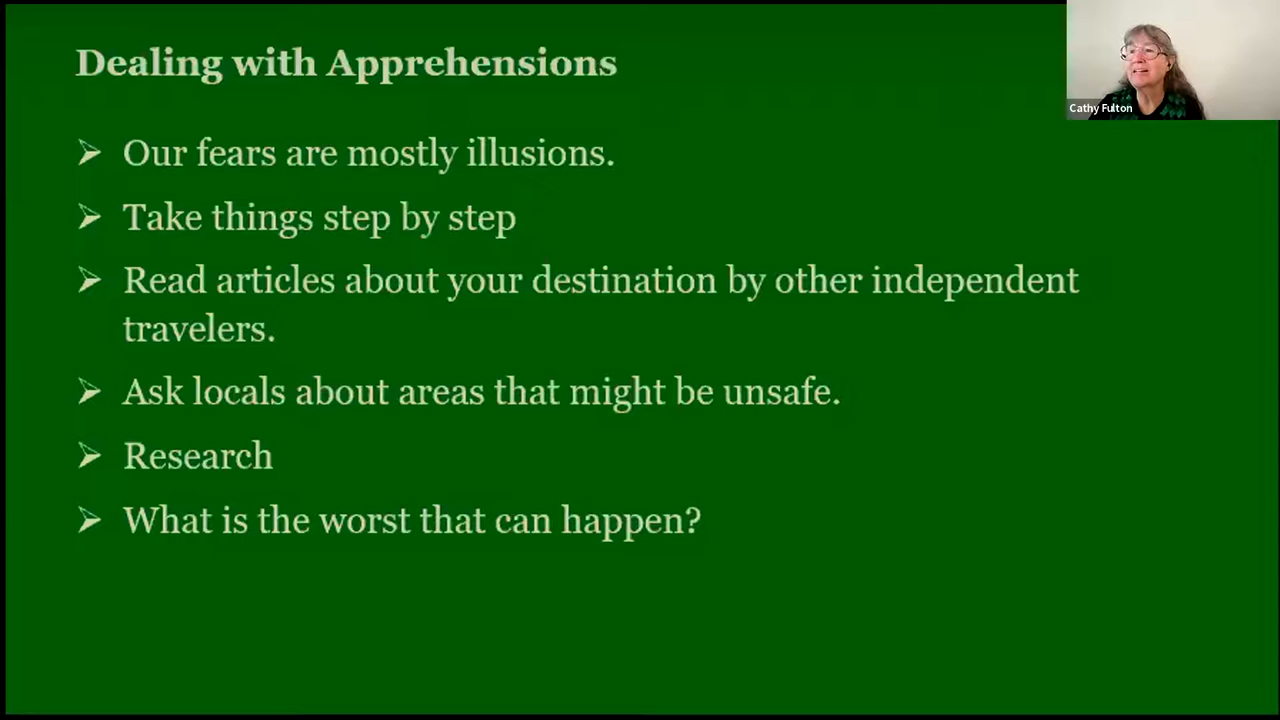 Dealing with Apprehensions
Cathy Fulton
➢ Our fears are mostly illusions.
➢ Take things step by step
➢ Read articles about your destination by other independent
travelers.
➢ Ask locals about areas that might be unsafe.
➢ Research
➢ What is the worst that can happen?